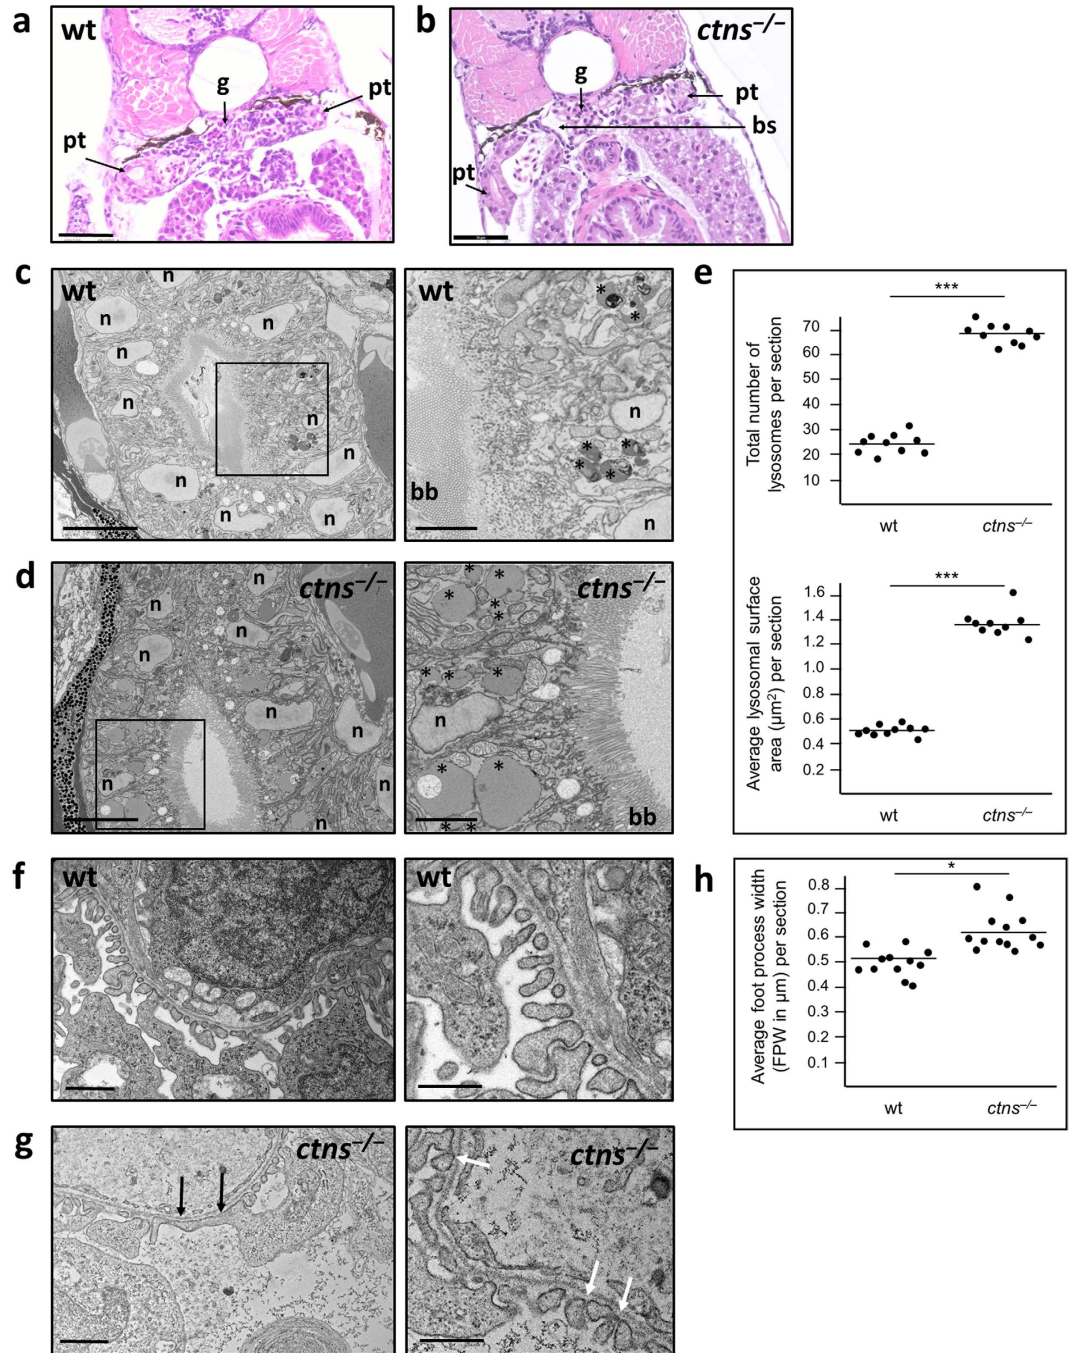 a wt
g
pt
pt
b ctns–/–
g
pt
bs
pt
c wt
n
n
n
n
n
n
n
n
n
n
wt
*
*
n
*
*
*
*
*
bb
n
d ctns–/–
n
n
n
n
n
n
n
n
n
ctns–/–
*
*
*
*
*
*
*
*
n
*
*
*
*
bb
e
***
Total number of
lysosomes per section
70
60
50
40
30
20
10
wt ctns–/–
***
Average lysosomal surface
area (µm²) per section
1.6
1.4
1.2
1.0
0.8
0.6
0.4
0.2
wt ctns–/–
f wt
wt
g ctns–/–
ctns–/–
h
*
Average foot process width
(FPW in µm) per section
0.8
0.7
0.6
0.5
0.4
0.3
0.2
0.1
wt ctns–/–